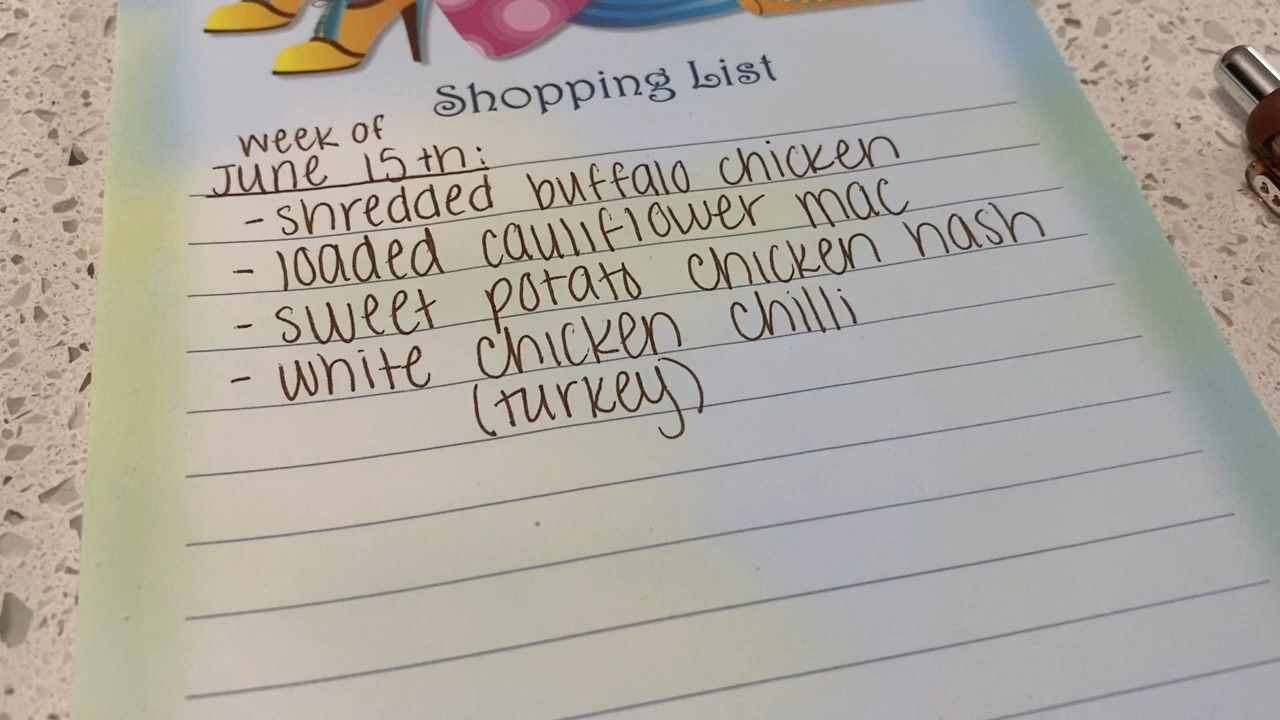 Shopping List
week of
June 15th:
- shredded buffalo chicken
- loaded cauliflower mac
- sweet potato chicken hash
- white chicken chilli
(turkey)